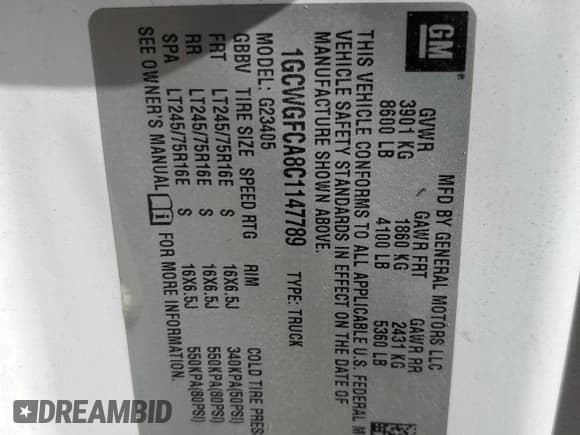 GM
®
MFD BY GENERAL MOTORS LLC
GVWR GAWR FRT GAWR RR
3901 KG 1860 KG 2431 KG
8600 LB 4100 LB 5360 LB
THIS VEHICLE CONFORMS TO ALL APPLICABLE U.S. FEDERAL M
VEHICLE SAFETY STANDARDS IN EFFECT ON THE DATE OF
MANUFACTURE SHOWN ABOVE.
1GCWGFCA8C1147789 TYPE: TRUCK
MODEL: G23405
GBBV TIRE SIZE SPEED RTG RIM COLD TIRE PRES
FRT LT245/75R16E S 16X6.5J 340KPA(50PSI)
RR LT245/75R16E S 16X6.5J 550KPA(80PSI)
SPA LT245/75R16E S 16X6.5J 550KPA(80PSI)
SEE OWNER'S MANUAL i FOR MORE INFORMATION.
DREAMBID